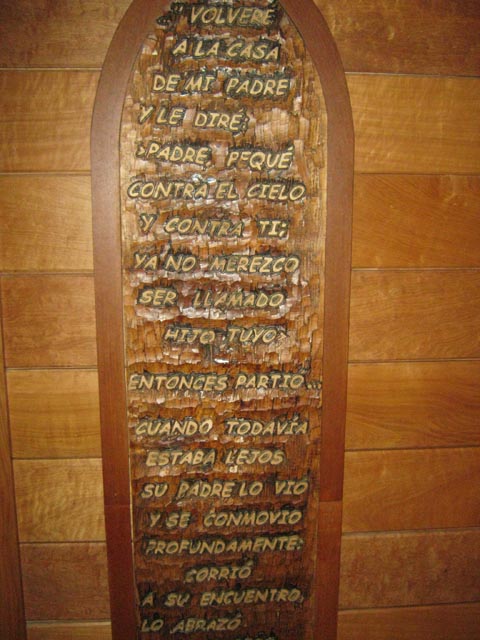 "VOLVERÉ
A LA CASA
DE MI PADRE
Y LE DIRÉ;
»PADRE, PEQUÉ
CONTRA EL CIELO
Y CONTRA TI;
YA NO MEREZCO
SER LLAMADO
HIJO TUYO.
ENTONCES PARTIO...
CUANDO TODAVÍA
ESTABA LEJOS
SU PADRE LO VIÓ
Y SE CONMOVIO
PROFUNDAMENTE:
CORRIÓ
A SU ENCUENTRO,
LO ABRAZÓ